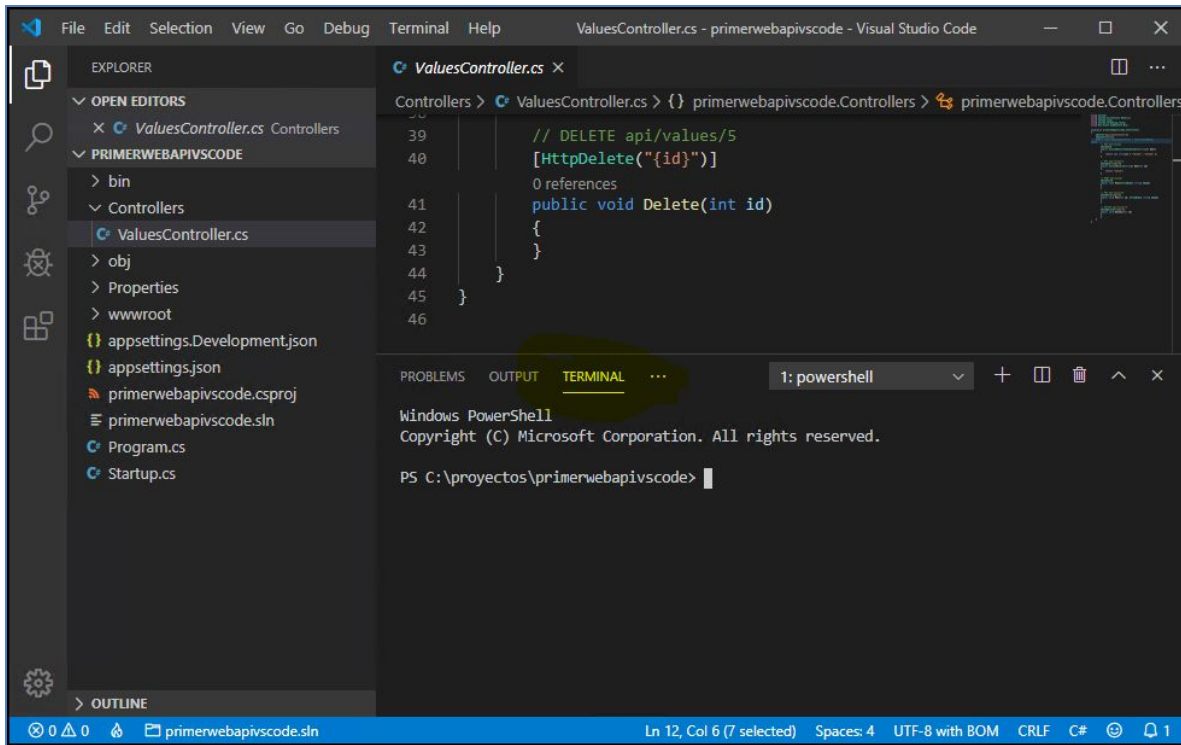 File Edit Selection View Go Debug Terminal Help ValuesController.cs - primerwebapivscode - Visual Studio Code
EXPLORER
OPEN EDITORS
ValuesController.cs Controllers
PRIMERWEBAPIVSCODE
bin
Controllers
ValuesController.cs
obj
Properties
wwwroot
appsettings.Development.json
appsettings.json
primerwebapivscode.csproj
primerwebapivscode.sln
Program.cs
Startup.cs
OUTLINE
ValuesController.cs
Controllers > ValuesController.cs > {} primerwebapivscode.Controllers > primerwebapivscode.Controllers
39 // DELETE api/values/5
40 [HttpDelete("{id}")]
0 references
41 public void Delete(int id)
42 {
43 }
44 }
45 }
46
PROBLEMS OUTPUT TERMINAL ··· 1: powershell
Windows PowerShell
Copyright (C) Microsoft Corporation. All rights reserved.
PS C:\proyectos\primerwebapivscode>
0 0 primerwebapivscode.sln Ln 12, Col 6 (7 selected) Spaces: 4 UTF-8 with BOM CRLF C# 1